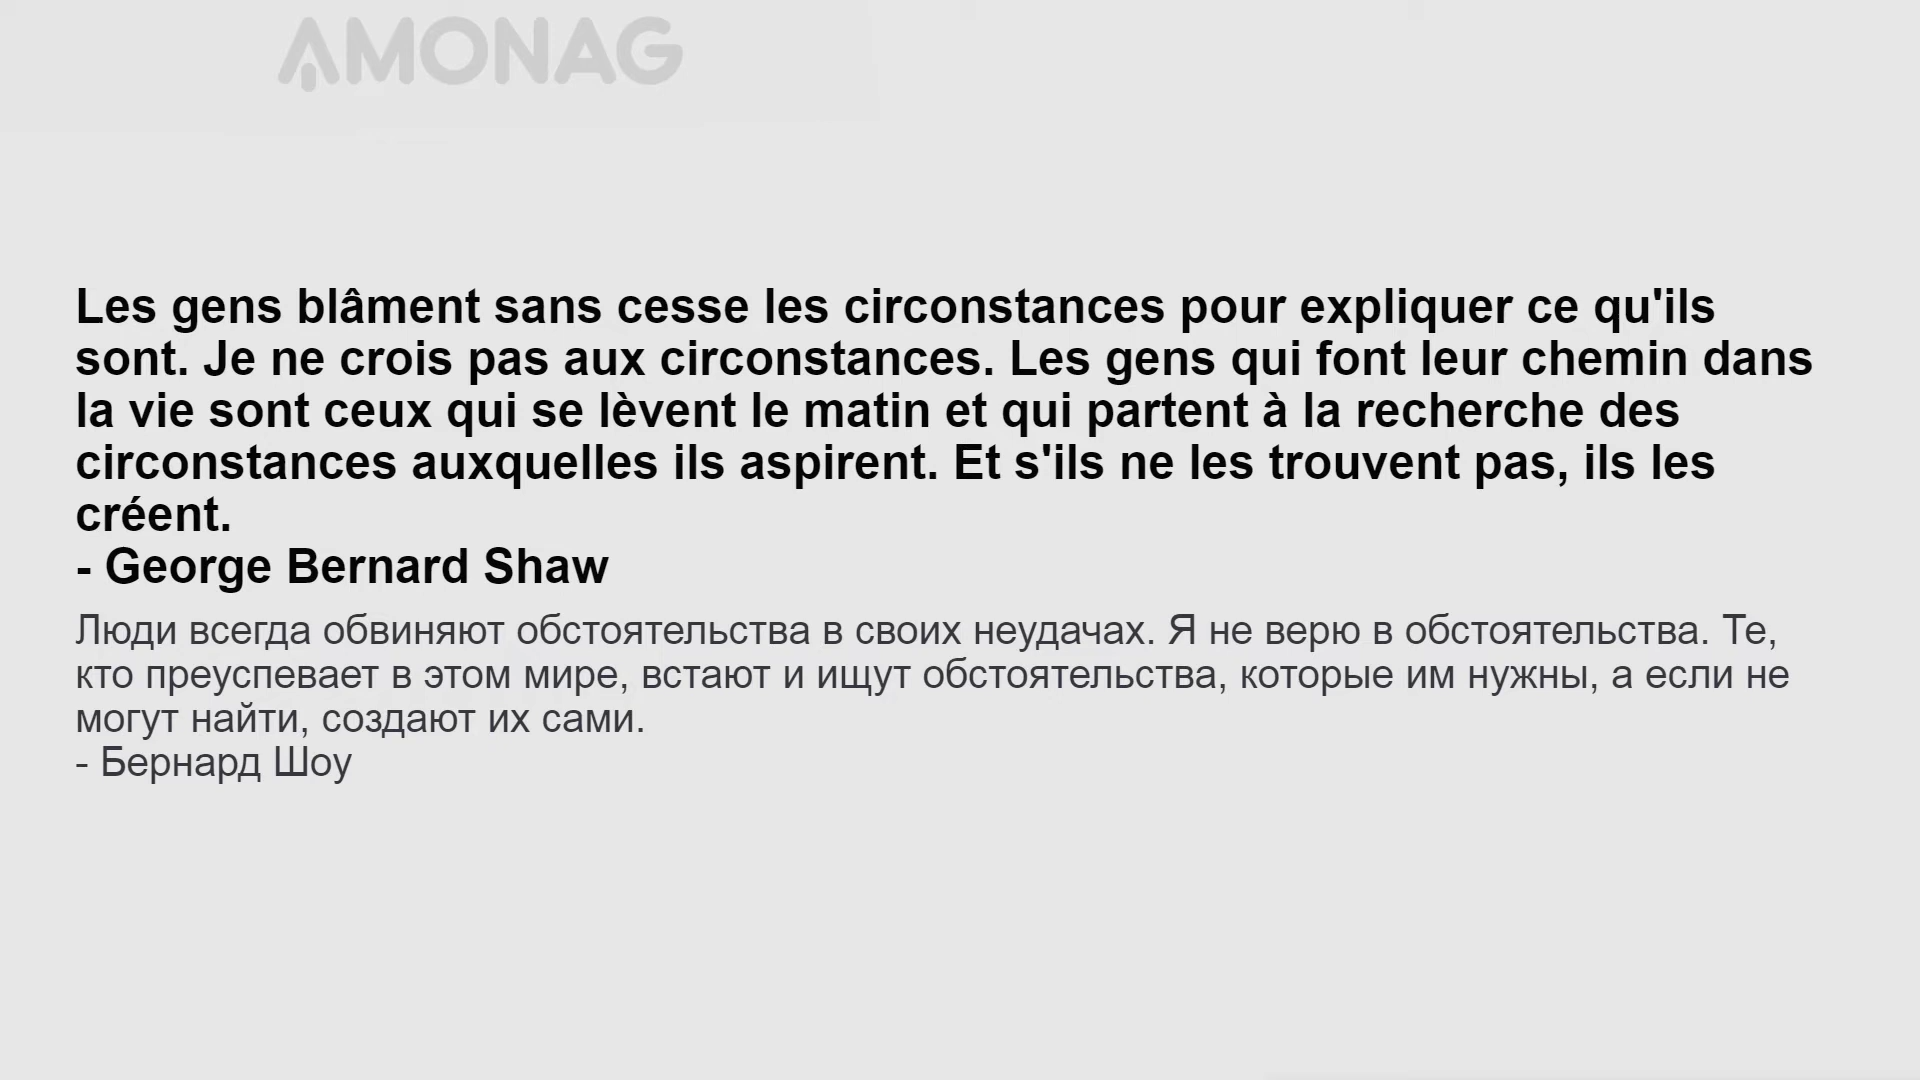 AMONAG
Les gens blâment sans cesse les circonstances pour expliquer ce qu'ils
sont. Je ne crois pas aux circonstances. Les gens qui font leur chemin dans
la vie sont ceux qui se lèvent le matin et qui partent à la recherche des
circonstances auxquelles ils aspirent. Et s'ils ne les trouvent pas, ils les
créent.
- George Bernard Shaw
Люди всегда обвиняют обстоятельства в своих неудачах. Я не верю в обстоятельства. Те,
кто преуспевает в этом мире, встают и ищут обстоятельства, которые им нужны, а если не
могут найти, создают их сами.
- Бернард Шоу